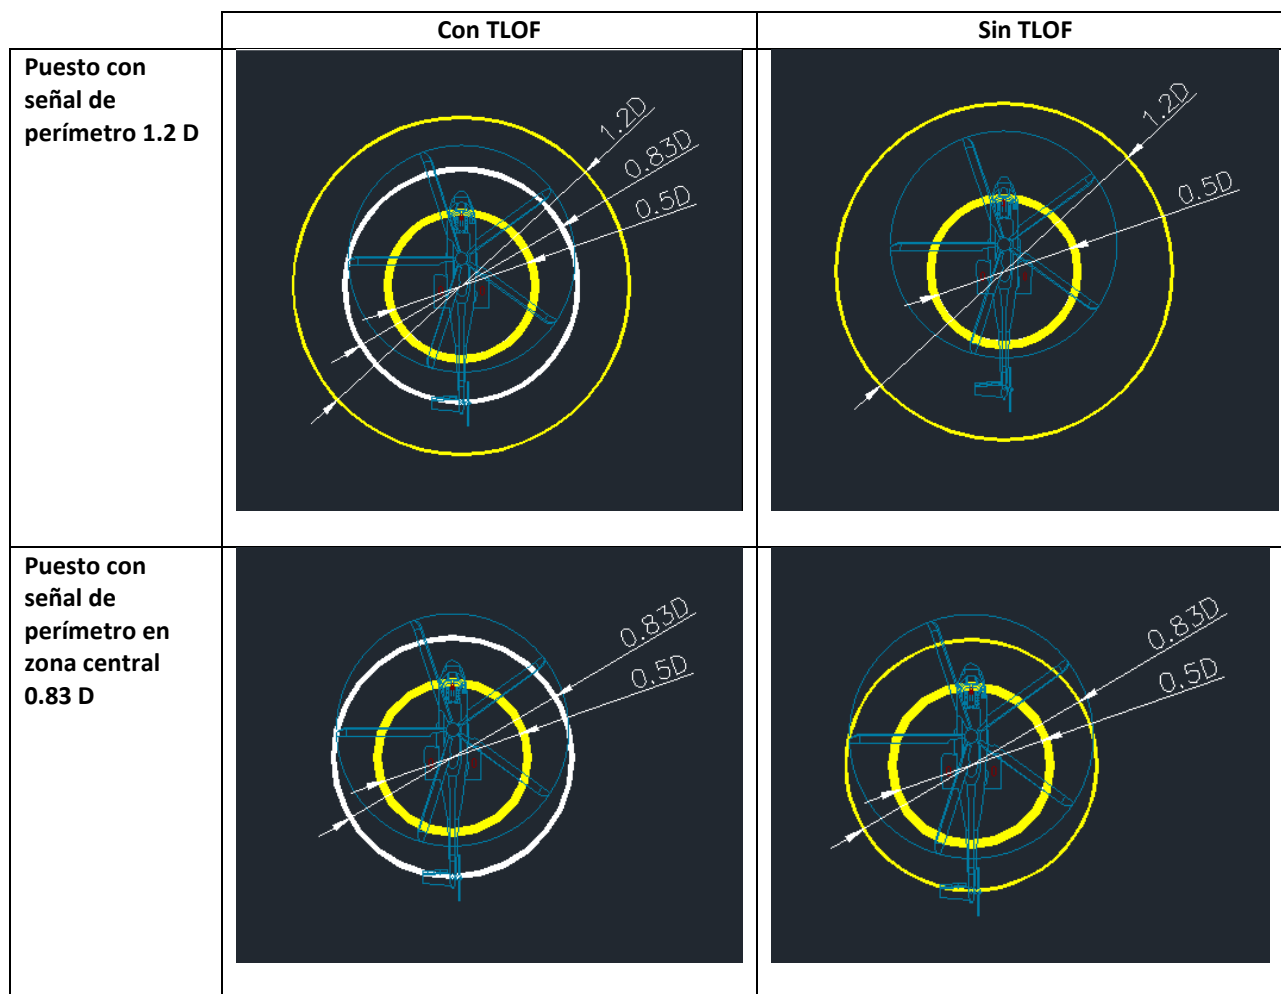 Con TLOF
Sin TLOF
Puesto con
señal de
perímetro 1.2 D
1.2D
0.83D
0.5D
1.2D
0.5D
Puesto con
señal de
perímetro en
zona central
0.83 D
0.83D
0.5D
0.83D
0.5D